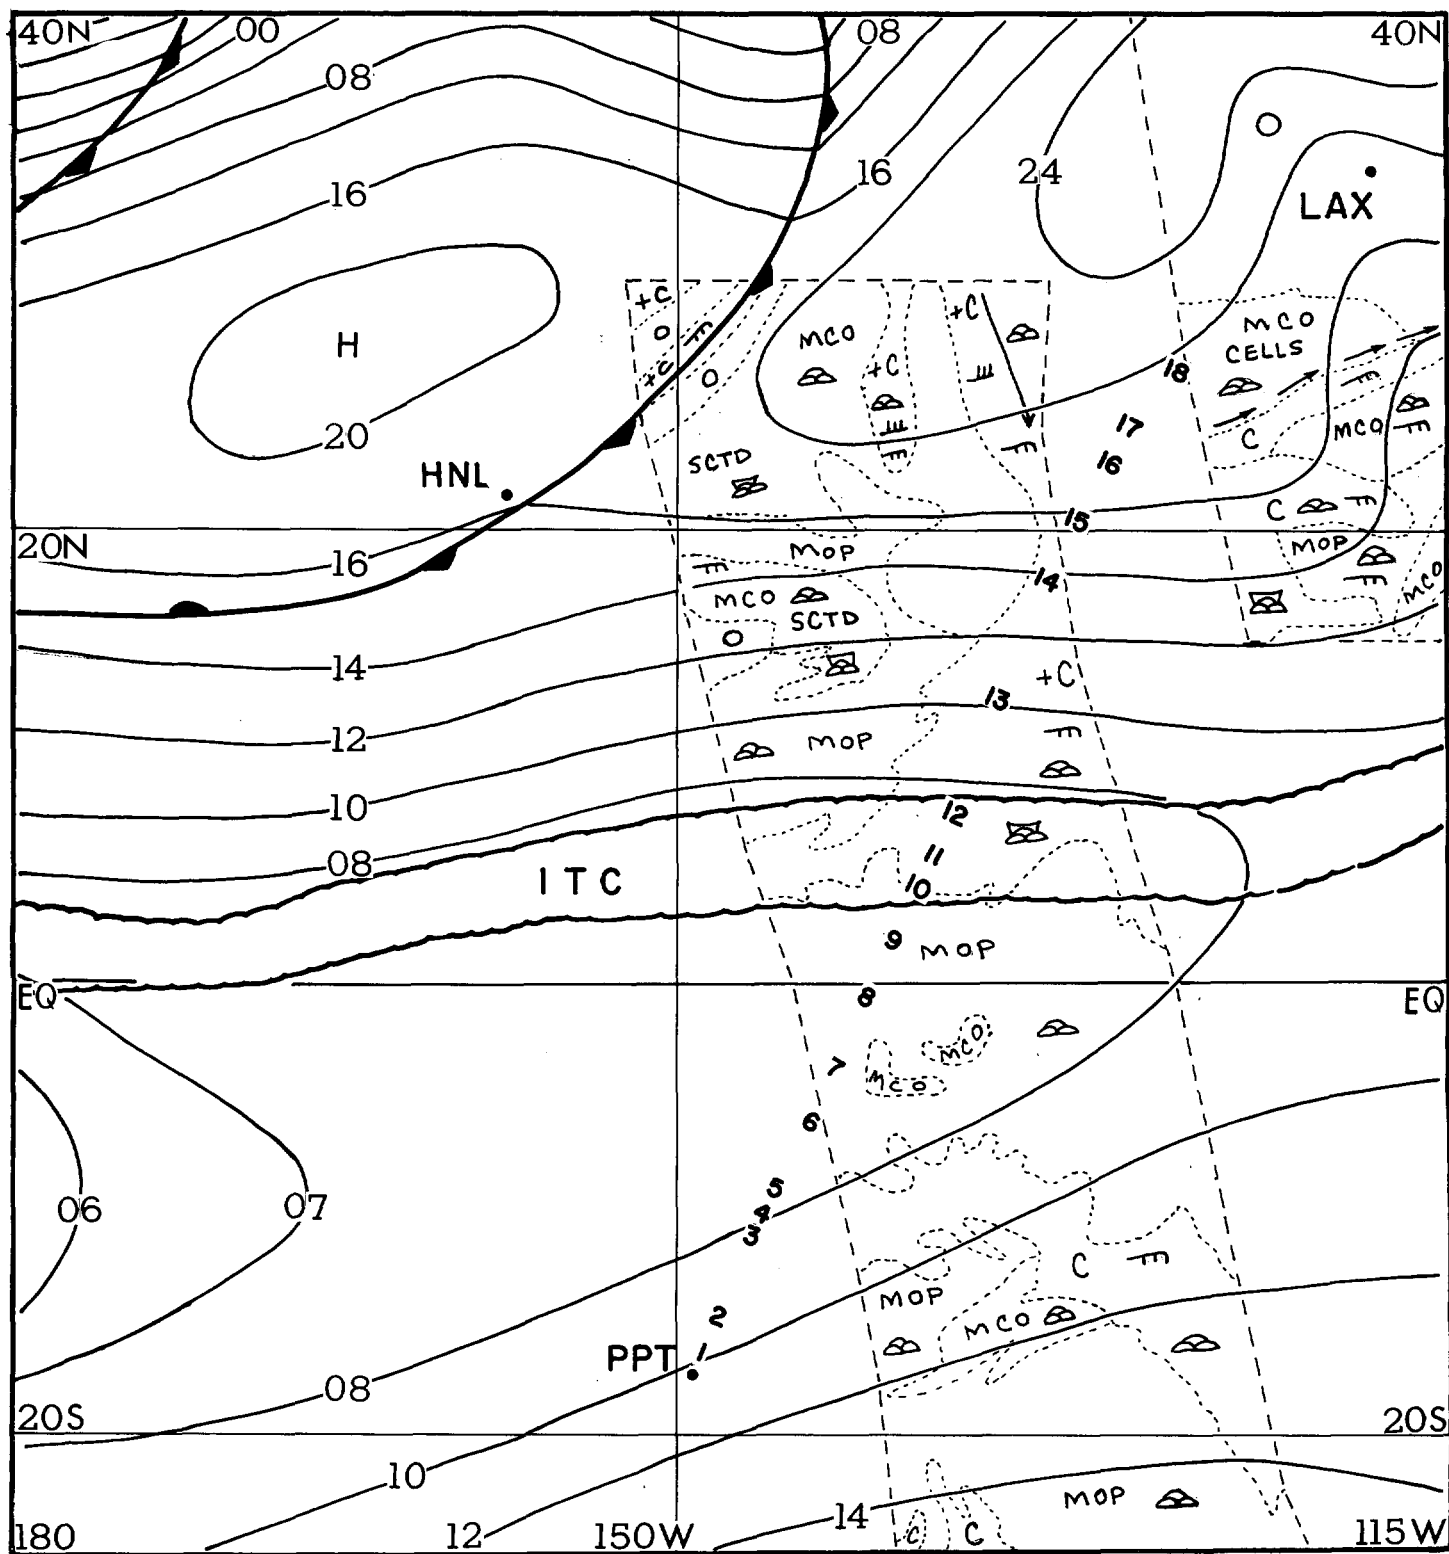 40N 00 08 40N
08
16 16 24
LAX
+C +C
O MCO MCO
H CELLS
+C O +C 18
20 17 C MCO
HNL SCTD 16
15 C
20N MOP MOP
16 14
MCO MCO
SCTD
O
14 +C
13
12 MOP
10
12
08 11
ITC 10
9 MOP
EQ 8 EQ
MCO
7 MCO
6
5
06 07 4
3
C
MOP
2 MCO
PPT 1
08
20S 20S
10
MOP
14
180 12 150W C C 115W